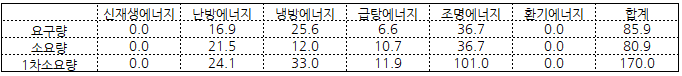 신재생에너지 난방에너지 냉방에너지 급탕에너지 조명에너지 환기에너지 합계
요구량 0.0 16.9 25.6 6.6 36.7 0.0 85.9
소요량 0.0 21.5 12.0 10.7 36.7 0.0 80.9
1차소요량 0.0 24.1 33.0 11.9 101.0 0.0 170.0